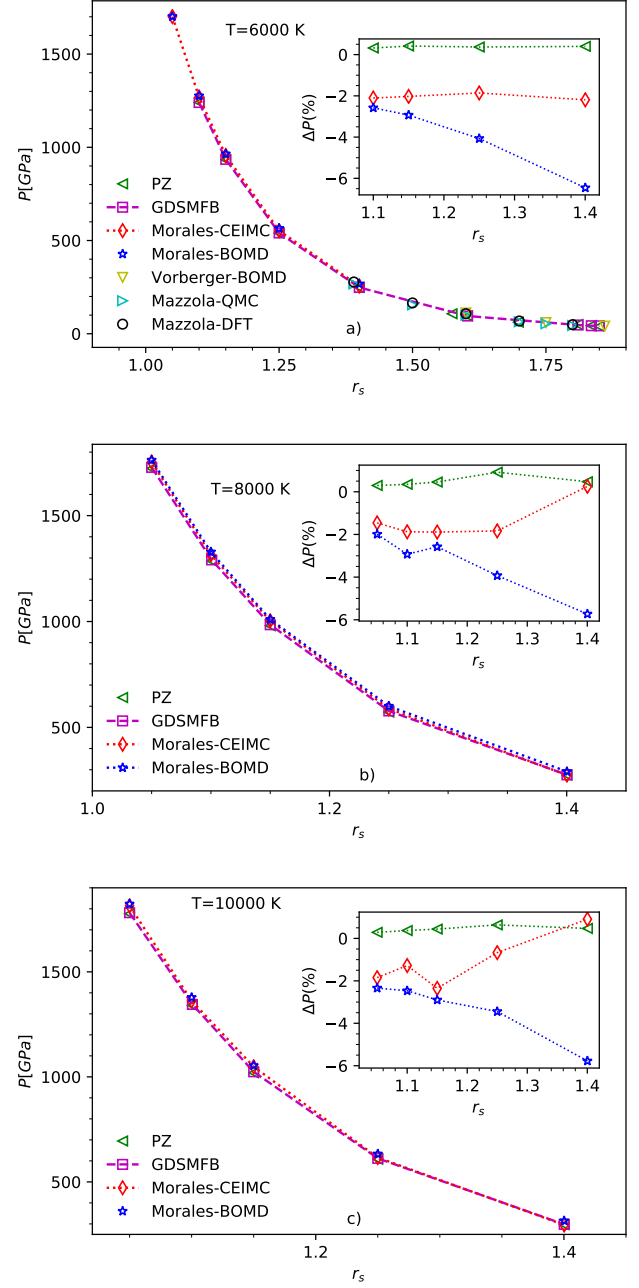 T=6000 K
P[GPa]
1500
1000
500
0
1.00
1.25
1.50
1.75
r_s
PZ
GDSMFB
Morales-CEIMC
Morales-BOMD
Vorberger-BOMD
Mazzola-QMC
Mazzola-DFT
a)
ΔP(%)
0
−2
−4
−6
1.1
1.2
1.3
1.4
r_s
T=8000 K
P[GPa]
1500
1000
500
1.0
1.2
1.4
r_s
PZ
GDSMFB
Morales-CEIMC
Morales-BOMD
b)
ΔP(%)
0
−2
−4
−6
1.1
1.2
1.3
1.4
r_s
T=10000 K
P[GPa]
1500
1000
500
1.2
1.4
r_s
PZ
GDSMFB
Morales-CEIMC
Morales-BOMD
c)
ΔP(%)
0
−2
−4
−6
1.1
1.2
1.3
1.4
r_s